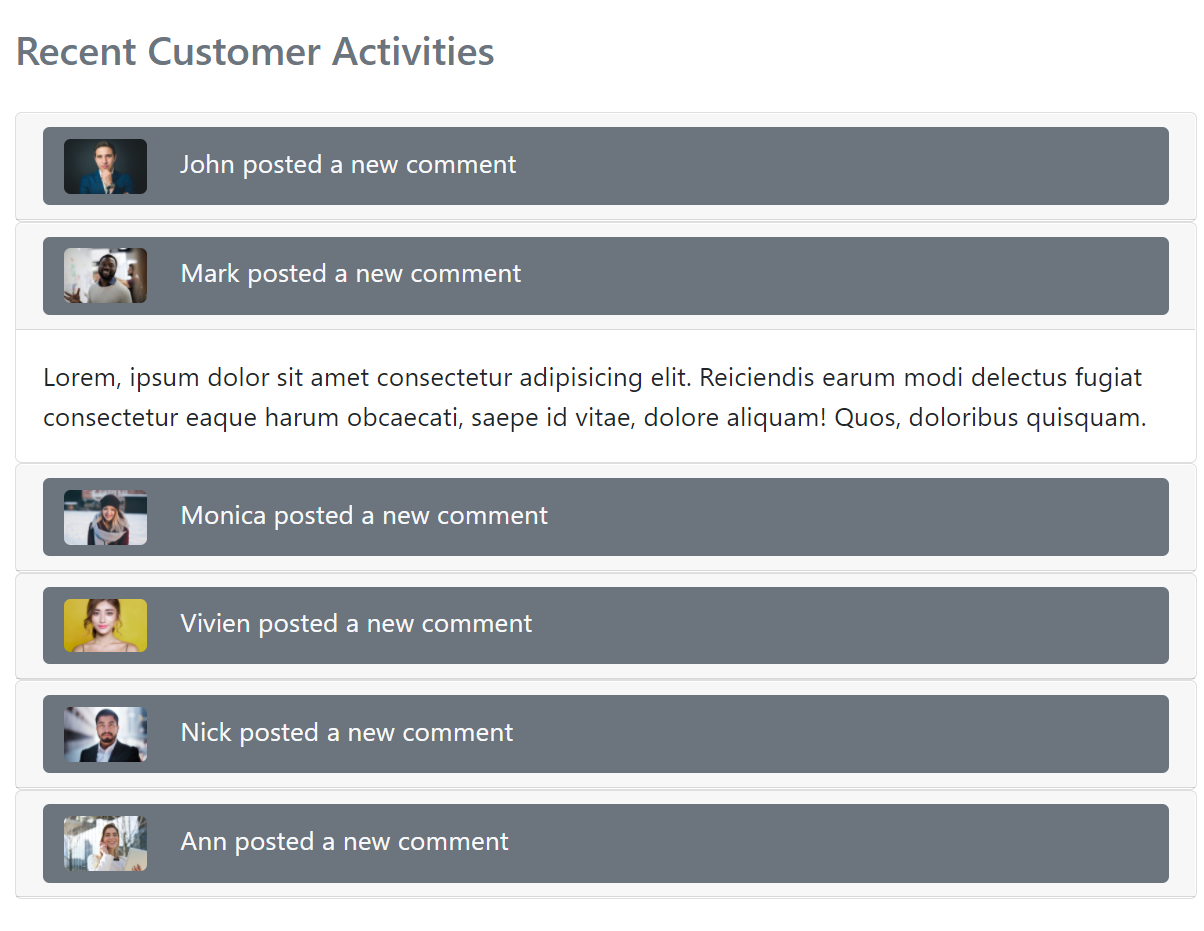 Recent Customer Activities
John posted a new comment
Mark posted a new comment
Lorem, ipsum dolor sit amet consectetur adipisicing elit. Reiciendis earum modi delectus fugiat
consectetur eaque harum obcaecati, saepe id vitae, dolore aliquam! Quos, doloribus quisquam.
Monica posted a new comment
Vivien posted a new comment
Nick posted a new comment
Ann posted a new comment